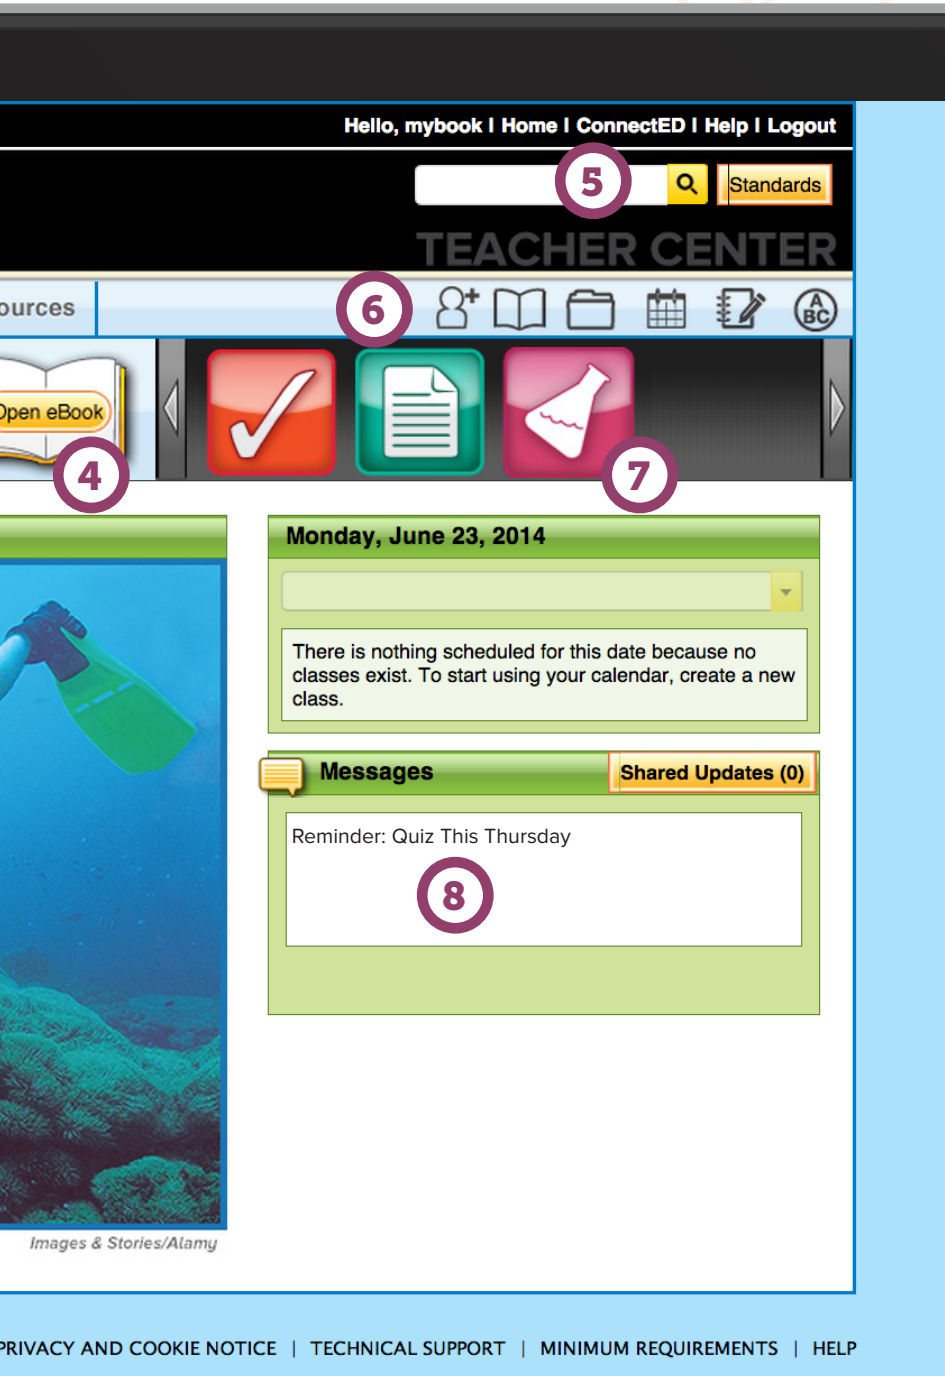 Hello, mybook | Home | ConnectED | Help | Logout
5
Standards
TEACHER CENTER
ources
6
A
BC
Open eBook
4
7
Monday, June 23, 2014
There is nothing scheduled for this date because no
classes exist. To start using your calendar, create a new
class.
Messages
Shared Updates (0)
Reminder: Quiz This Thursday
8
Images & Stories/Alamy
PRIVACY AND COOKIE NOTICE | TECHNICAL SUPPORT | MINIMUM REQUIREMENTS | HELP